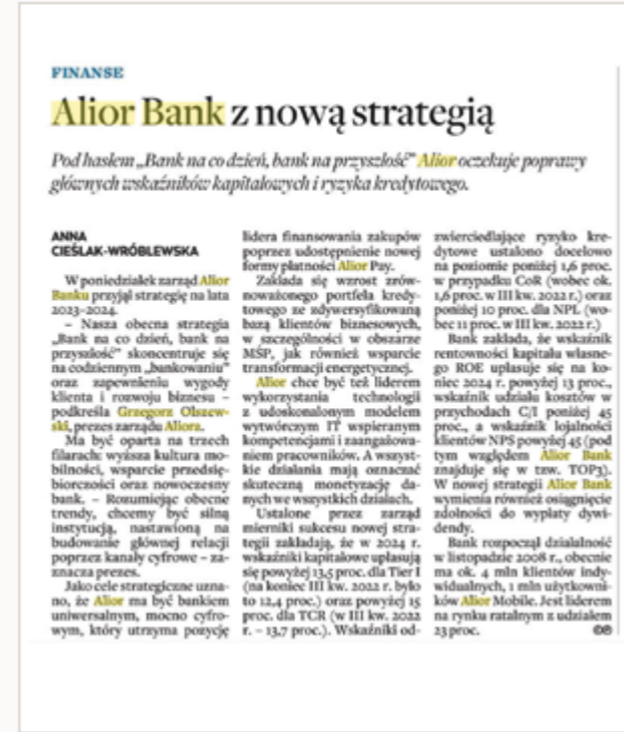 FINANSE
Alior Bank z nową strategią
Pod hasłem „Bank na co dzień, bank na przyszłość” Alior oczekuje poprawy
głównych wskaźników kapitałowych i ryzyka kredytowego.
ANNA
CIEŚLAK-WRÓBLEWSKA
W poniedziałek zarząd Alior
Banku przyjął strategię na lata
2023–2024.
– Nasza obecna strategia
„Bank na co dzień, bank na
przyszłość” skoncentruje się
na codziennym „bankowaniu”
oraz zapewnieniu wygody
klienta i rozwoju biznesu –
podkreśla Grzegorz Olszew-
ski, prezes zarządu Aliora.
Ma być oparta na trzech
filarach: wyższa kultura mo-
bilności, wsparcie przedsię-
biorczości oraz nowoczesny
bank. – Rozumiejąc obecne
trendy, chcemy być silną
instytucją, nastawioną na
budowanie głównej relacji
poprzez kanały cyfrowe – za-
znacza prezes.
Jako cele strategiczne uzna-
no, że Alior ma być bankiem
uniwersalnym, mocno cyfro-
wym, który utrzyma pozycję
lidera finansowania zakupów
poprzez udostępnienie nowej
formy płatności Alior Pay.
Zakłada się wzrost zrów-
noważonego portfela kredy-
towego ze zdywersyfikowaną
bazą klientów biznesowych,
w szczególności w obszarze
MŚP, jak również wsparcie
transformacji energetycznej.
Alior chce być też liderem
wykorzystania technologii
z udoskonalonym modelem
wytwórczym IT wspieranym
kompetencjami i zaangażowa-
niem pracowników. A wszyst-
kie działania mają oznaczać
skuteczną monetyzację da-
nych we wszystkich działach.
Ustalone przez zarząd
mierniki sukcesu nowej stra-
tegii zakładają, że w 2024 r.
wskaźniki kapitałowe uplasują
się powyżej 13,5 proc. dla Tier I
(na koniec III kw. 2022 r. było
to 12,4 proc.) oraz powyżej 15
proc. dla TCR (w III kw. 2022
r. – 13,7 proc.). Wskaźniki od-
zwierciedlające ryzyko kre-
dytowe ustalono docelowo
na poziomie poniżej 1,6 proc.
w przypadku CoR (wobec ok.
1,6 proc. w III kw. 2022 r.) oraz
poniżej 10 proc. dla NPL (wo-
bec 11 proc. w III kw. 2022 r.)
Bank zakłada, że wskaźnik
rentowności kapitału własne-
go ROE uplasuje się na ko-
niec 2024 r. powyżej 13 proc.,
wskaźnik udziału kosztów w
przychodach C/I poniżej 45
proc., a wskaźnik lojalności
klientów NPS powyżej 45 (pod
tym względem Alior Bank
znajduje się w tzw. TOP3).
W nowej strategii Alior Bank
wymienia również osiągnięcie
zdolności do wypłaty dywi-
dendy.
Bank rozpoczął działalność
w listopadzie 2008 r., obecnie
ma ok. 4 mln klientów indy-
widualnych, 1 mln użytkowni-
ków Alior Mobile. Jest liderem
na rynku ratalnym z udziałem
23 proc. ©℗